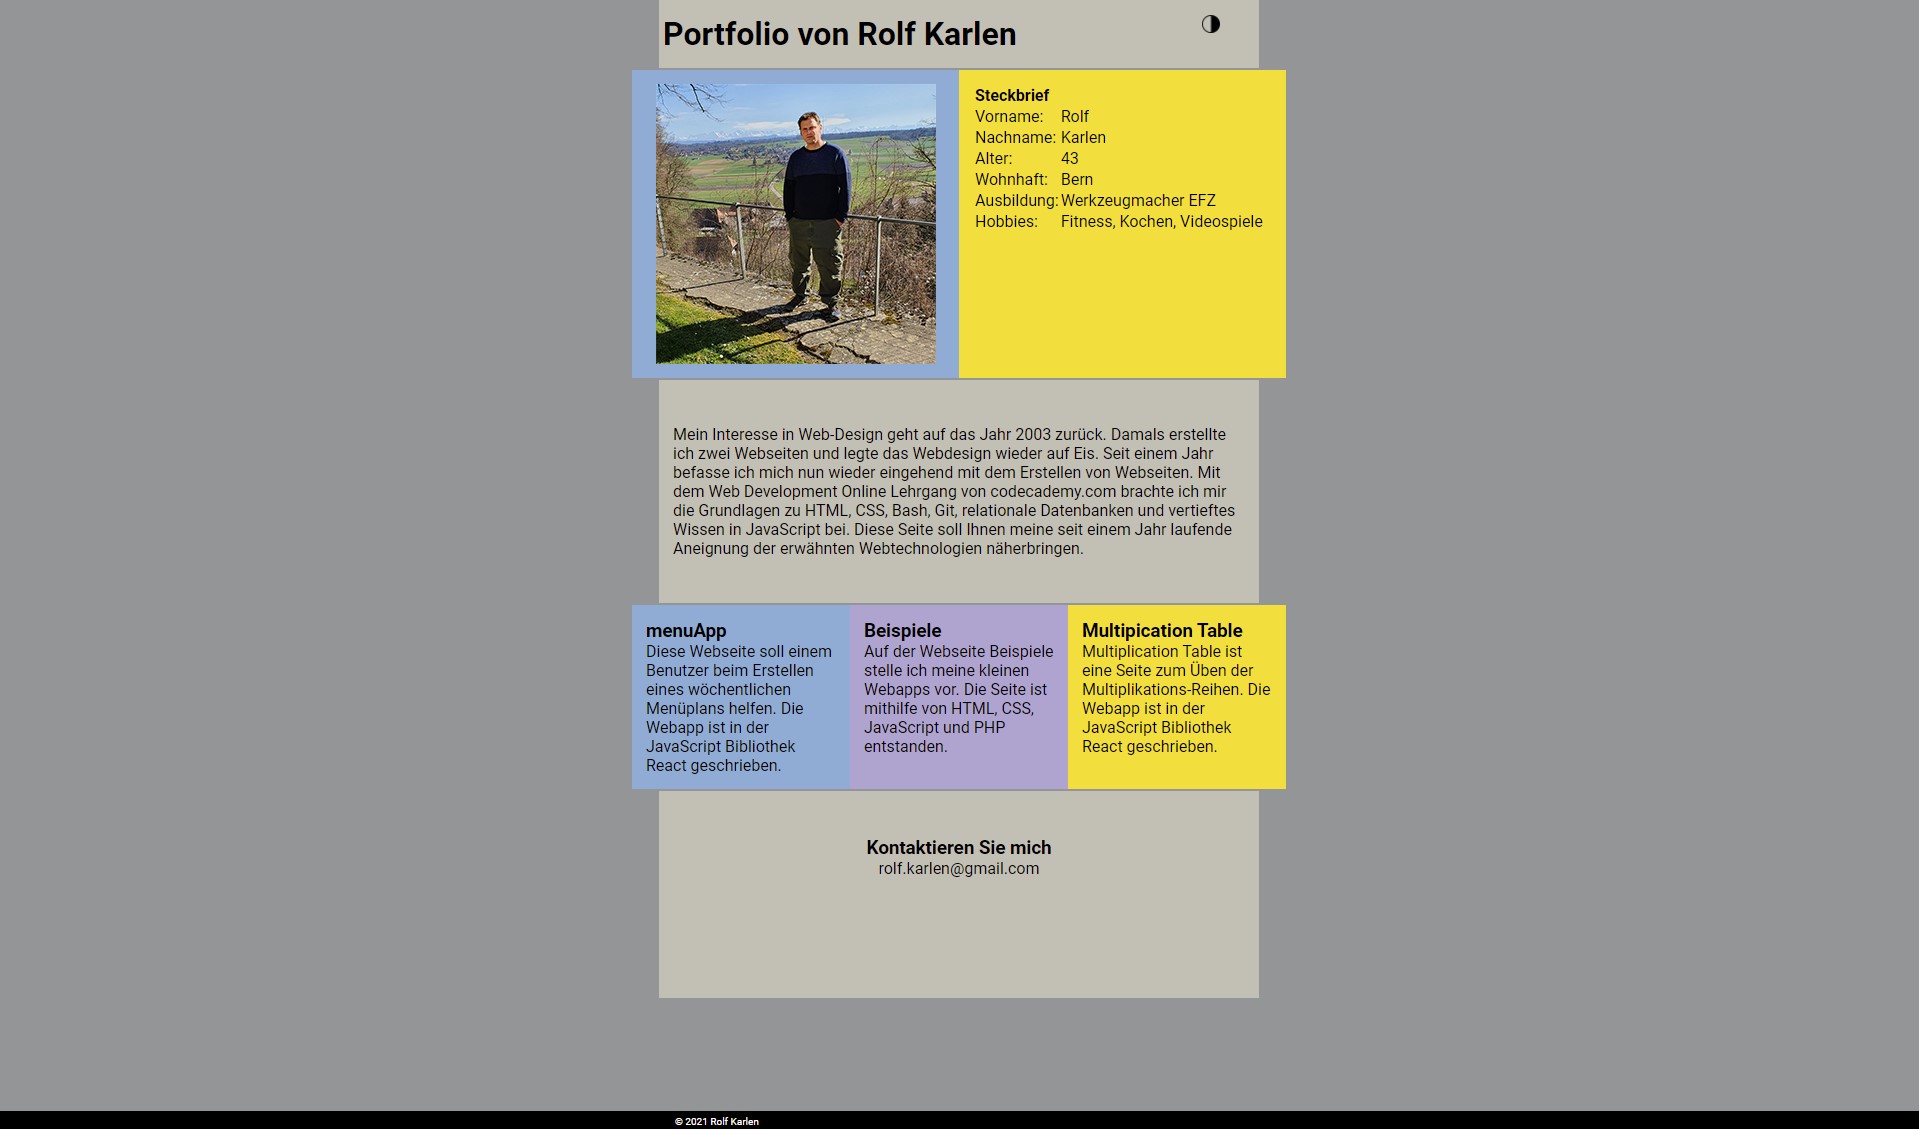 Portfolio von Rolf Karlen
Steckbrief
Vorname: Rolf
Nachname: Karlen
Alter: 43
Wohnhaft: Bern
Ausbildung: Werkzeugmacher EFZ
Hobbies: Fitness, Kochen, Videospiele
Mein Interesse in Web-Design geht auf das Jahr 2003 zurück. Damals erstellte
ich zwei Webseiten und legte das Webdesign wieder auf Eis. Seit einem Jahr
befasse ich mich nun wieder eingehend mit dem Erstellen von Webseiten. Mit
dem Web Development Online Lehrgang von codecademy.com brachte ich mir
die Grundlagen zu HTML, CSS, Bash, Git, relationale Datenbanken und vertieftes
Wissen in JavaScript bei. Diese Seite soll Ihnen meine seit einem Jahr laufende
Aneignung der erwähnten Webtechnologien näherbringen.
menuApp
Diese Webseite soll einem
Benutzer beim Erstellen
eines wöchentlichen
Menüplans helfen. Die
Webapp ist in der
JavaScript Bibliothek
React geschrieben.
Beispiele
Auf der Webseite Beispiele
stelle ich meine kleinen
Webapps vor. Die Seite ist
mithilfe von HTML, CSS,
JavaScript und PHP
entstanden.
Multipication Table
Multiplication Table ist
eine Seite zum Üben der
Multiplikations-Reihen. Die
Webapp ist in der
JavaScript Bibliothek
React geschrieben.
Kontaktieren Sie mich
rolf.karlen@gmail.com
© 2021 Rolf Karlen